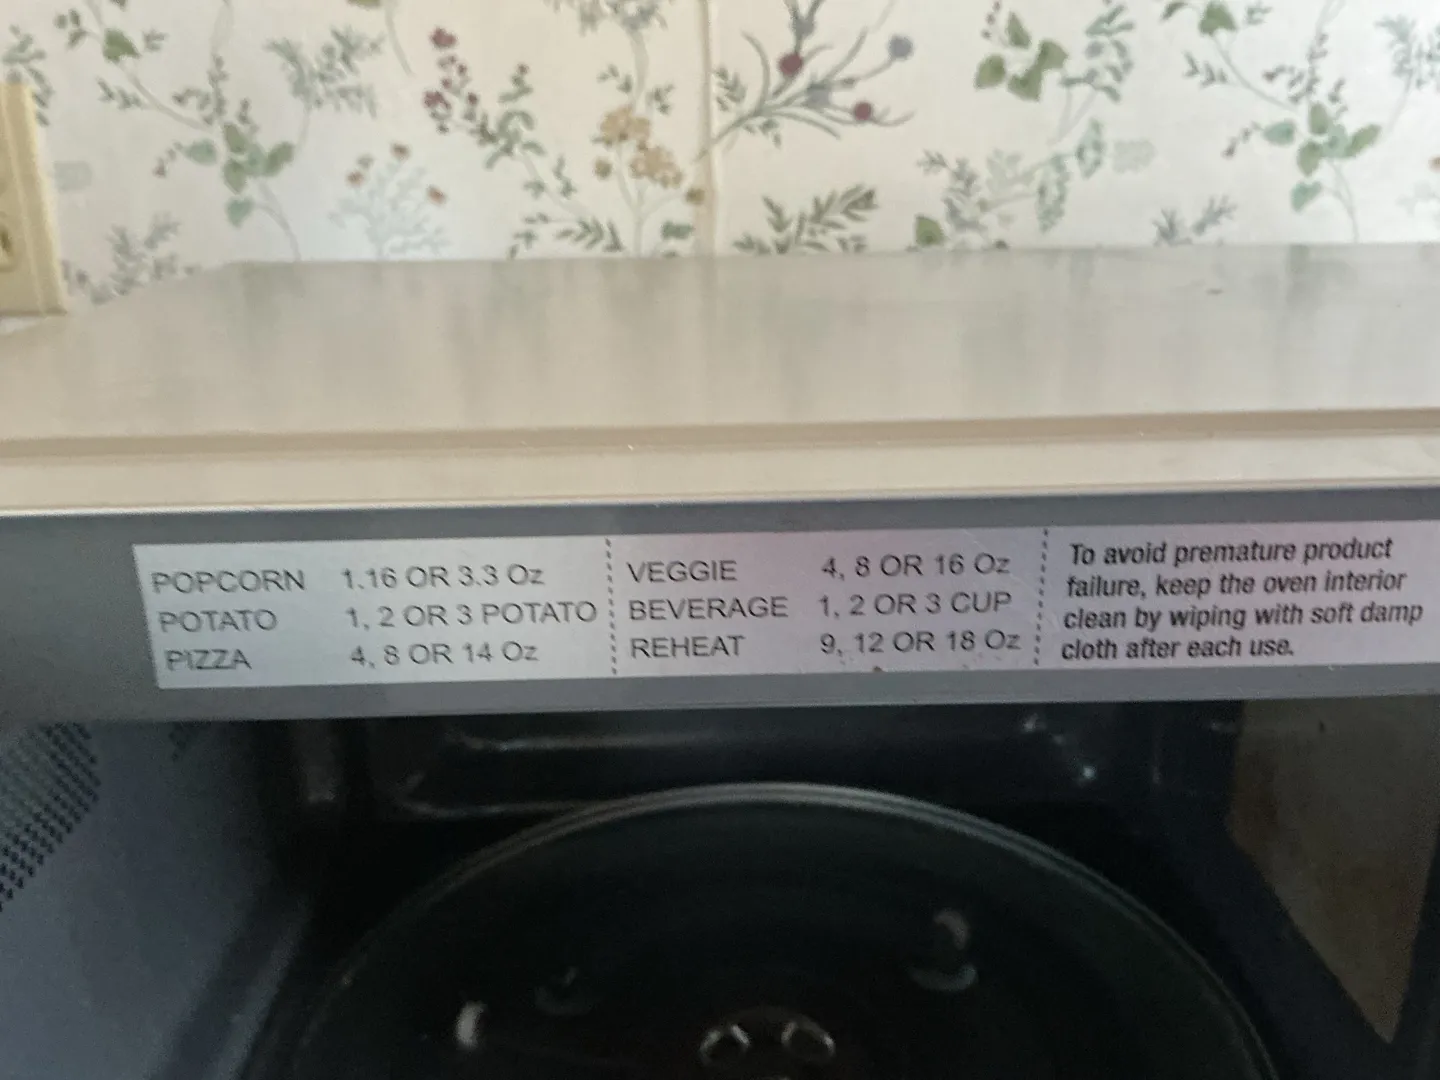 POPCORN 1.16 OR 3.3 Oz
POTATO 1, 2 OR 3 POTATO
PIZZA 4, 8 OR 14 Oz
VEGGIE 4, 8 OR 16 Oz
BEVERAGE 1, 2 OR 3 CUP
REHEAT 9, 12 OR 18 Oz
To avoid premature product
failure, keep the oven interior
clean by wiping with soft damp
cloth after each use.